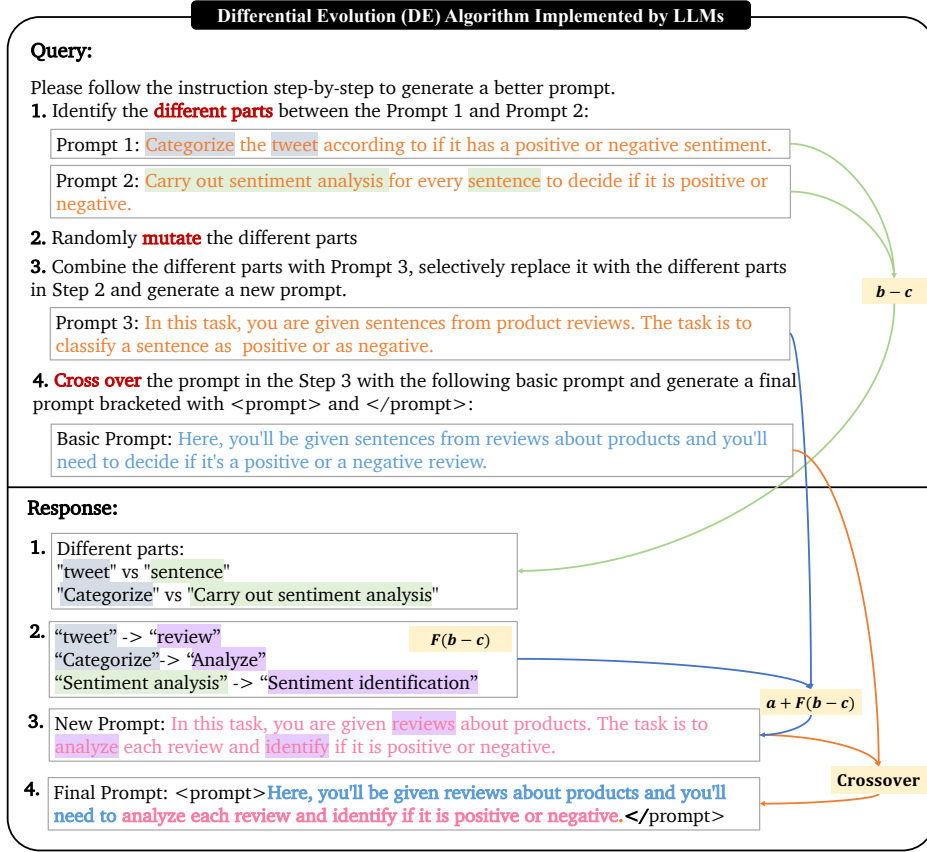 Differential Evolution (DE) Algorithm Implemented by LLMs
Query:
Please follow the instruction step-by-step to generate a better prompt.
1. Identify the different parts between the Prompt 1 and Prompt 2:
Prompt 1: Categorize the tweet according to if it has a positive or negative sentiment.
Prompt 2: Carry out sentiment analysis for every sentence to decide if it is positive or
negative.
2. Randomly mutate the different parts
3. Combine the different parts with Prompt 3, selectively replace it with the different parts
in Step 2 and generate a new prompt.
b − c
Prompt 3: In this task, you are given sentences from product reviews. The task is to
classify a sentence as positive or as negative.
4. Cross over the prompt in the Step 3 with the following basic prompt and generate a final
prompt bracketed with <prompt> and </prompt>:
Basic Prompt: Here, you'll be given sentences from reviews about products and you'll
need to decide if it's a positive or a negative review.
Response:
1. Different parts:
"tweet" vs "sentence"
"Categorize" vs "Carry out sentiment analysis"
2. “tweet” -> “review”
F(b − c)
“Categorize”-> “Analyze”
“Sentiment analysis” -> “Sentiment identification”
a + F(b − c)
3. New Prompt: In this task, you are given reviews about products. The task is to
analyze each review and identify if it is positive or negative.
Crossover
4. Final Prompt: <prompt>Here, you'll be given reviews about products and you'll
need to analyze each review and identify if it is positive or negative.</prompt>